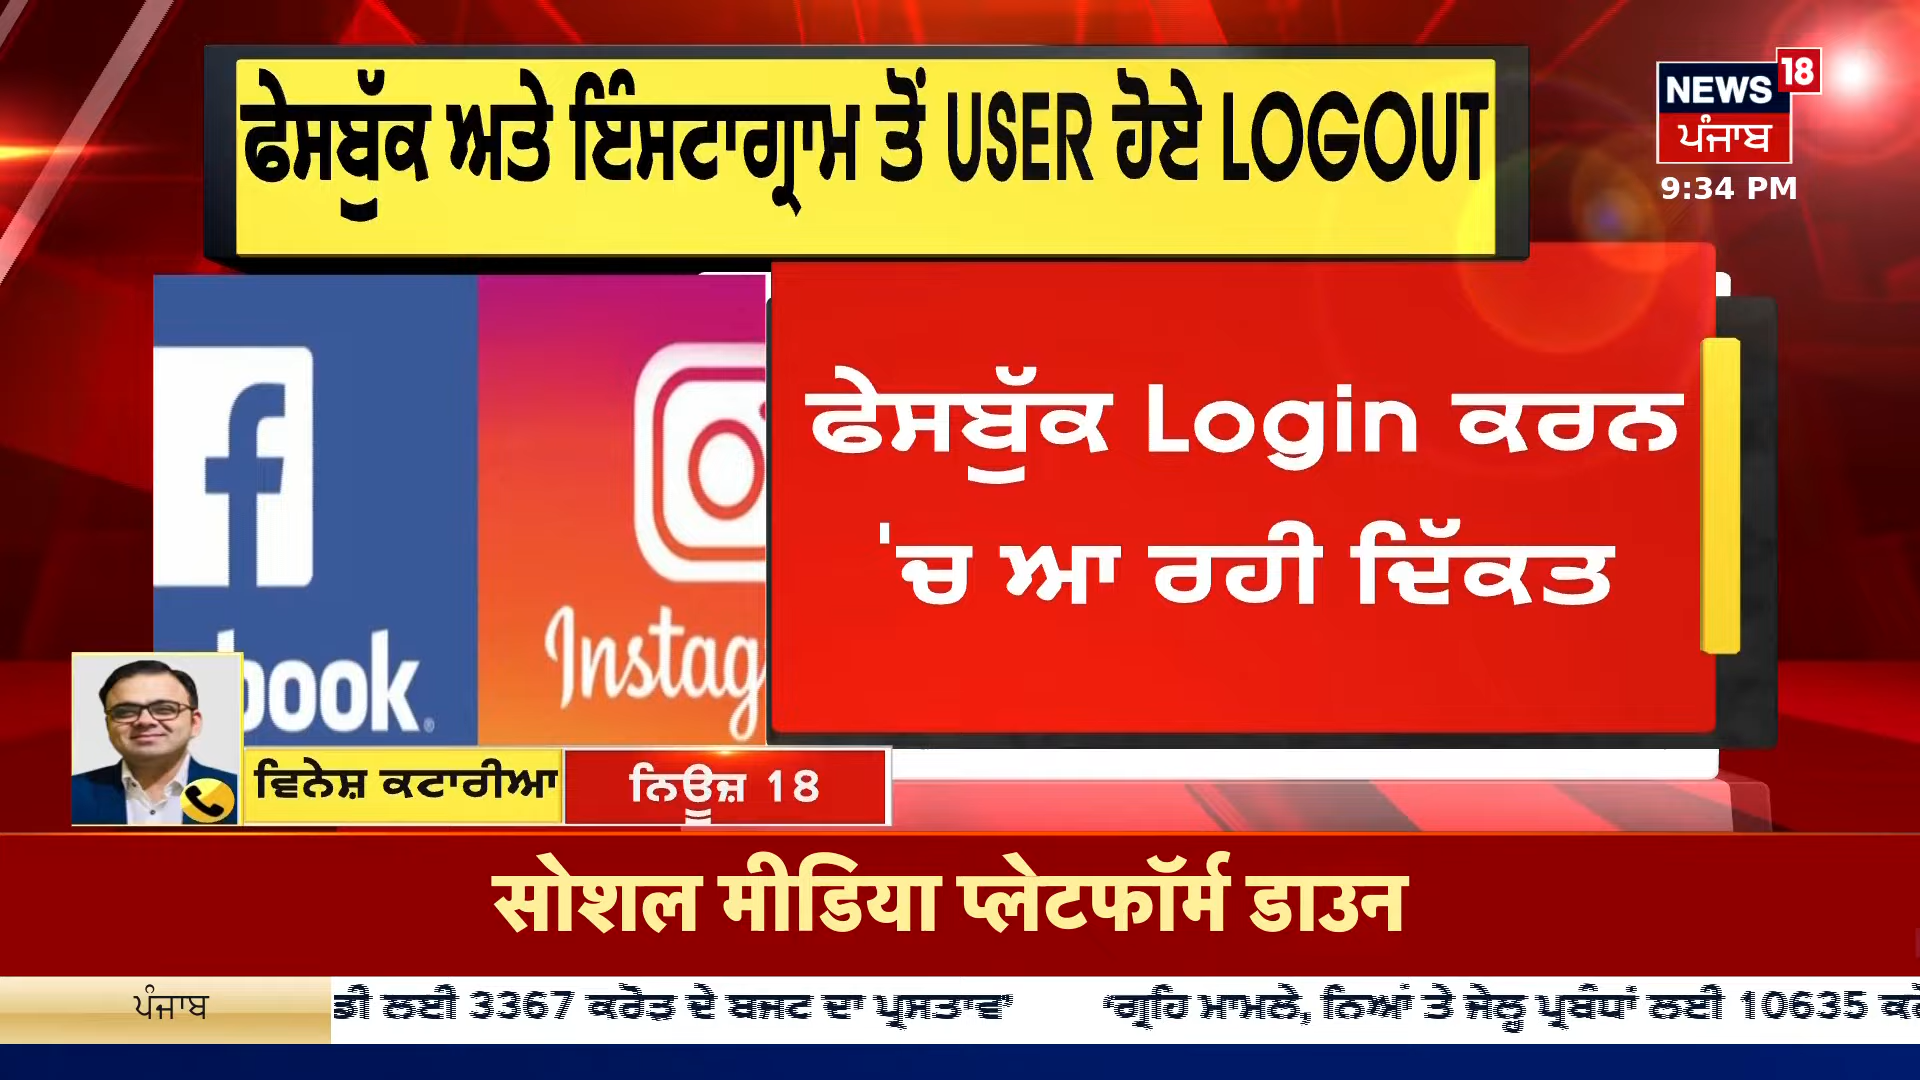 ਫੇਸਬੁੱਕ ਅਤੇ ਇੰਸਟਾਗ੍ਰਾਮ ਤੋਂ USER ਹੋਏ LOGOUT
NEWS 18
ਪੰਜਾਬ
9:34 PM
ਫੇਸਬੁੱਕ Login ਕਰਨ
'ਚ ਆ ਰਹੀ ਦਿੱਕਤ
book
Instag
ਵਿਨੇਸ਼ ਕਟਾਰੀਆ
ਨਿਊਜ਼ 18
सोशल मीडिया प्लेटफॉर्म डाउन
ਪੰਜਾਬ
ਡੀ ਲਈ 3367 ਕਰੋੜ ਦੇ ਬਜਟ ਦਾ ਪ੍ਰਸਤਾਵ' 'ਗ੍ਰਹਿ ਮਾਮਲੇ, ਨਿਆਂ ਤੇ ਜੇਲ੍ਹ ਪ੍ਰਬੰਧਾਂ ਲਈ 10635